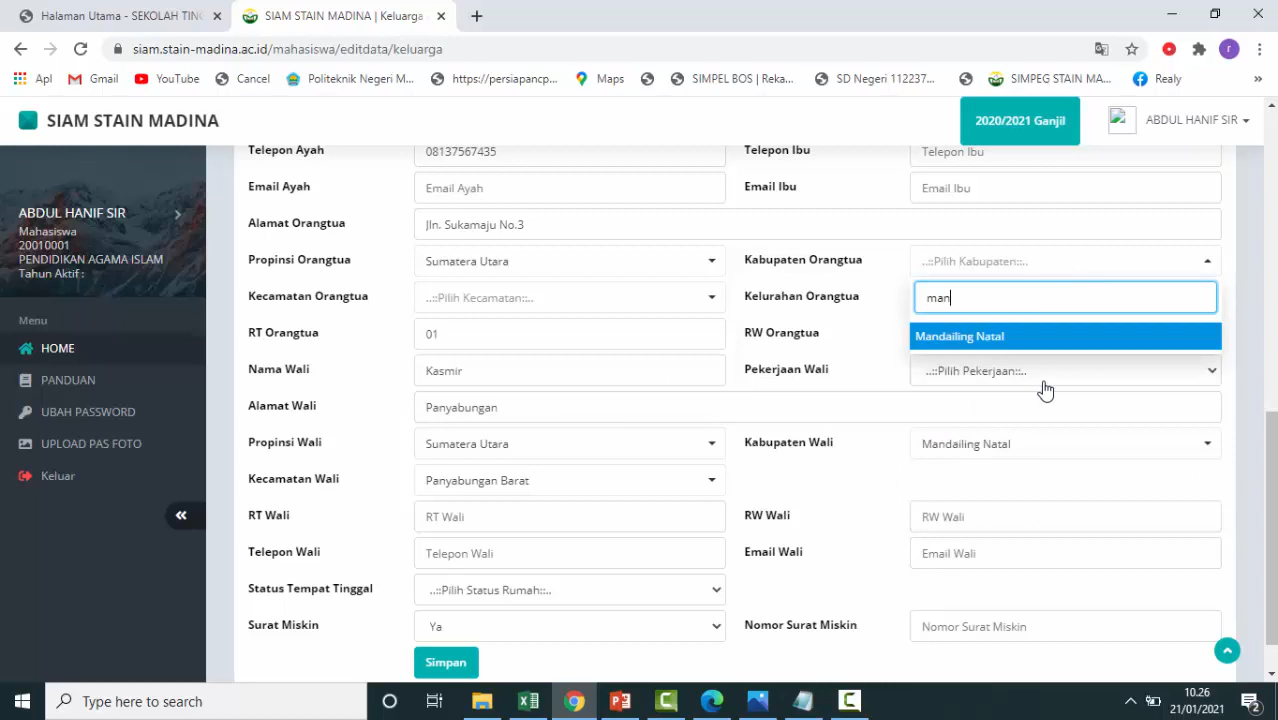 Halaman Utama - SEKOLAH TING
SIAM STAIN MADINA | Keluarga
siam.stain-madina.ac.id/mahasiswa/editdata/keluarga
r
Apl
Gmail
YouTube
Cancel
Politeknik Negeri M...
https://persiapancp...
Maps
SIMPEL BOS | Reka...
SD Negeri 112237...
SIMPEG STAIN MA...
Realy
»
SIAM STAIN MADINA
2020/2021 Ganjil
ABDUL HANIF SIR
ABDUL HANIF SIR
Mahasiswa
20010001
PENDIDIKAN AGAMA ISLAM
Tahun Aktif :
Menu
HOME
PANDUAN
UBAH PASSWORD
UPLOAD PAS FOTO
Keluar
Telepon Ayah 08137567435 Telepon Ibu Telepon Ibu
Email Ayah Email Ayah Email Ibu Email Ibu
Alamat Orangtua Jln. Sukamaju No.3
Propinsi Orangtua Sumatera Utara Kabupaten Orangtua ..::Pilih Kabupaten::..
Kecamatan Orangtua ..::Pilih Kecamatan::.. Kelurahan Orangtua man
RT Orangtua 01 RW Orangtua Mandailing Natal
Nama Wali Kasmir Pekerjaan Wali ..::Pilih Pekerjaan::..
Alamat Wali Panyabungan
Propinsi Wali Sumatera Utara Kabupaten Wali Mandailing Natal
Kecamatan Wali Panyabungan Barat
RT Wali RT Wali RW Wali RW Wali
Telepon Wali Telepon Wali Email Wali Email Wali
Status Tempat Tinggal ..::Pilih Status Rumah::..
Surat Miskin Ya Nomor Surat Miskin Nomor Surat Miskin
Simpan
Type here to search
10.26
21/01/2021
2